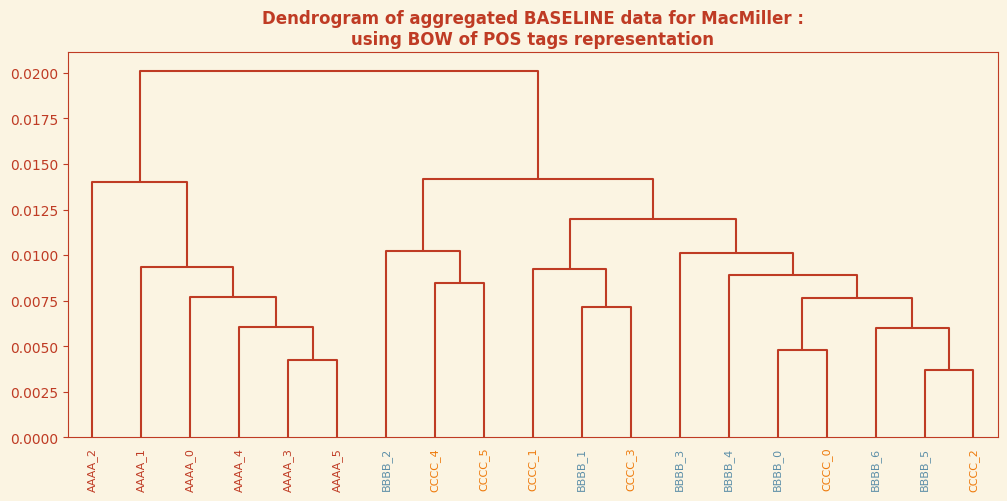 Dendrogram of aggregated BASELINE data for MacMiller :
using BOW of POS tags representation
0.0200
0.0175
0.0150
0.0125
0.0100
0.0075
0.0050
0.0025
0.0000
AAAA_2
AAAA_1
AAAA_0
AAAA_4
AAAA_3
AAAA_5
BBBB_2
CCCC_4
CCCC_5
CCCC_1
BBBB_1
CCCC_3
BBBB_3
BBBB_4
BBBB_0
CCCC_0
BBBB_6
BBBB_5
CCCC_2